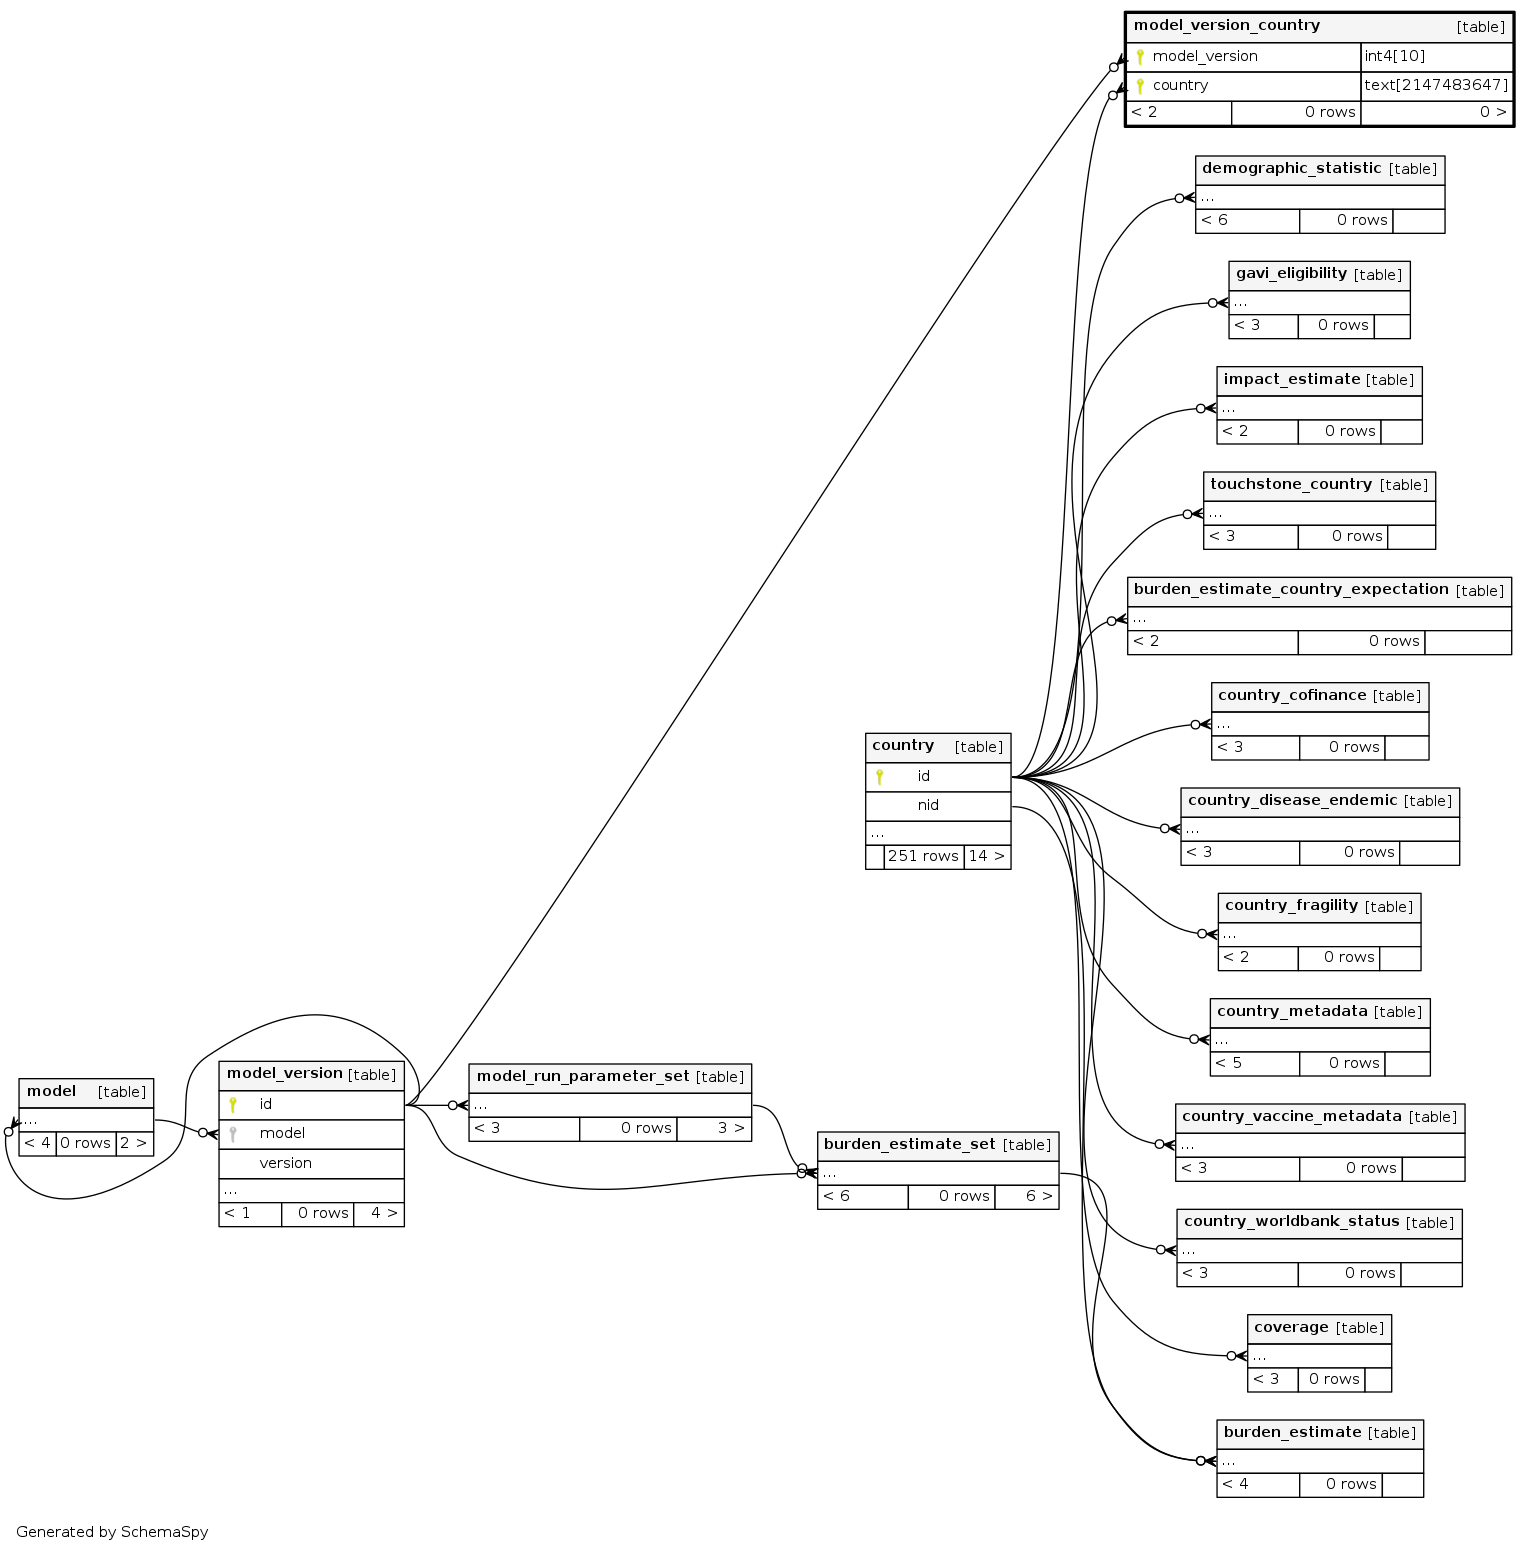 model_version_country [table]
model_version int4[10]
country text[2147483647]
< 2 0 rows 0 >
demographic_statistic [table]
...
< 6 0 rows
gavi_eligibility [table]
...
< 3 0 rows
impact_estimate [table]
...
< 2 0 rows
touchstone_country [table]
...
< 3 0 rows
burden_estimate_country_expectation [table]
...
< 2 0 rows
country_cofinance [table]
...
< 3 0 rows
country [table]
id
nid
...
251 rows 14 >
country_disease_endemic [table]
...
< 3 0 rows
country_fragility [table]
...
< 2 0 rows
country_metadata [table]
...
< 5 0 rows
model [table]
...
< 4 0 rows 2 >
model_version [table]
id
model
version
...
< 1 0 rows 4 >
model_run_parameter_set [table]
...
< 3 0 rows 3 >
burden_estimate_set [table]
...
< 6 0 rows 6 >
country_vaccine_metadata [table]
...
< 3 0 rows
country_worldbank_status [table]
...
< 3 0 rows
coverage [table]
...
< 3 0 rows
burden_estimate [table]
...
< 4 0 rows
Generated by SchemaSpy